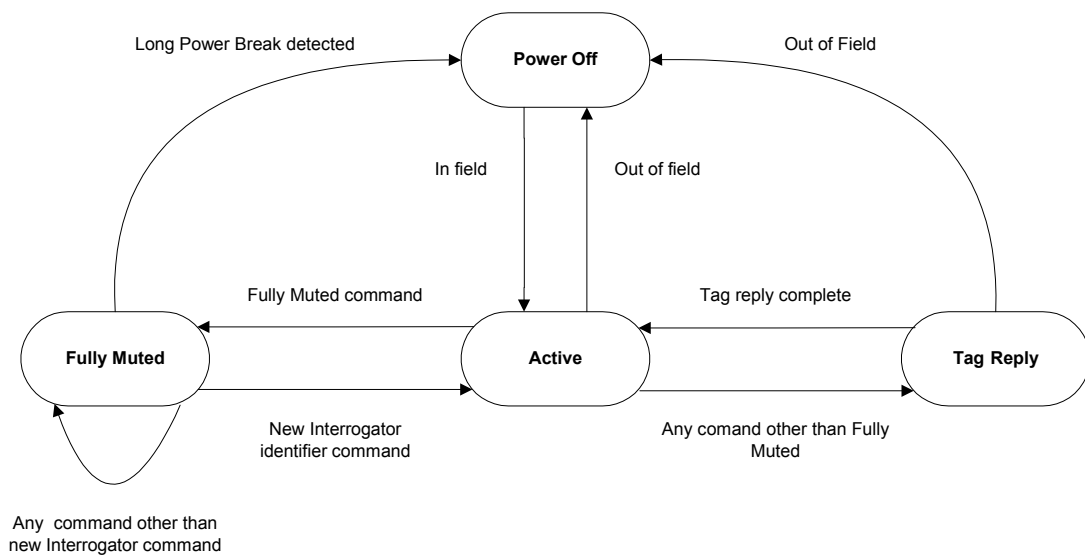 Long Power Break detected
Out of Field
Power Off
In field
Out of field
Fully Muted command
Tag reply complete
Fully Muted
Active
Tag Reply
New Interrogator
identifier command
Any comand other than Fully
Muted
Any command other than
new Interrogator command